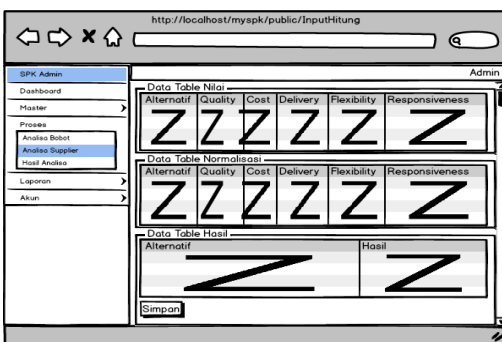 http://localhost/myspk/public/InputHitung
SPK Admin
Dashboard
Master
Proses
Analisa Bobot
Analisa Supplier
Hasil Analisa
Laporan
Akun
Admin
Data Table Nilai
Alternatif Quality Cost Delivery Flexibility Responsiveness
Data Table Normalisasi
Alternatif Quality Cost Delivery Flexibility Responsiveness
Data Table Hasil
Alternatif Hasil
Simpan